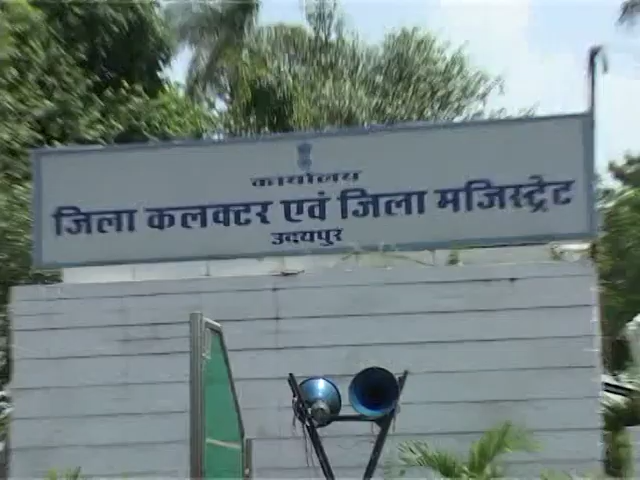 कार्यालय
जिला कलक्टर एवं जिला मजिस्ट्रेट
उदयपुर